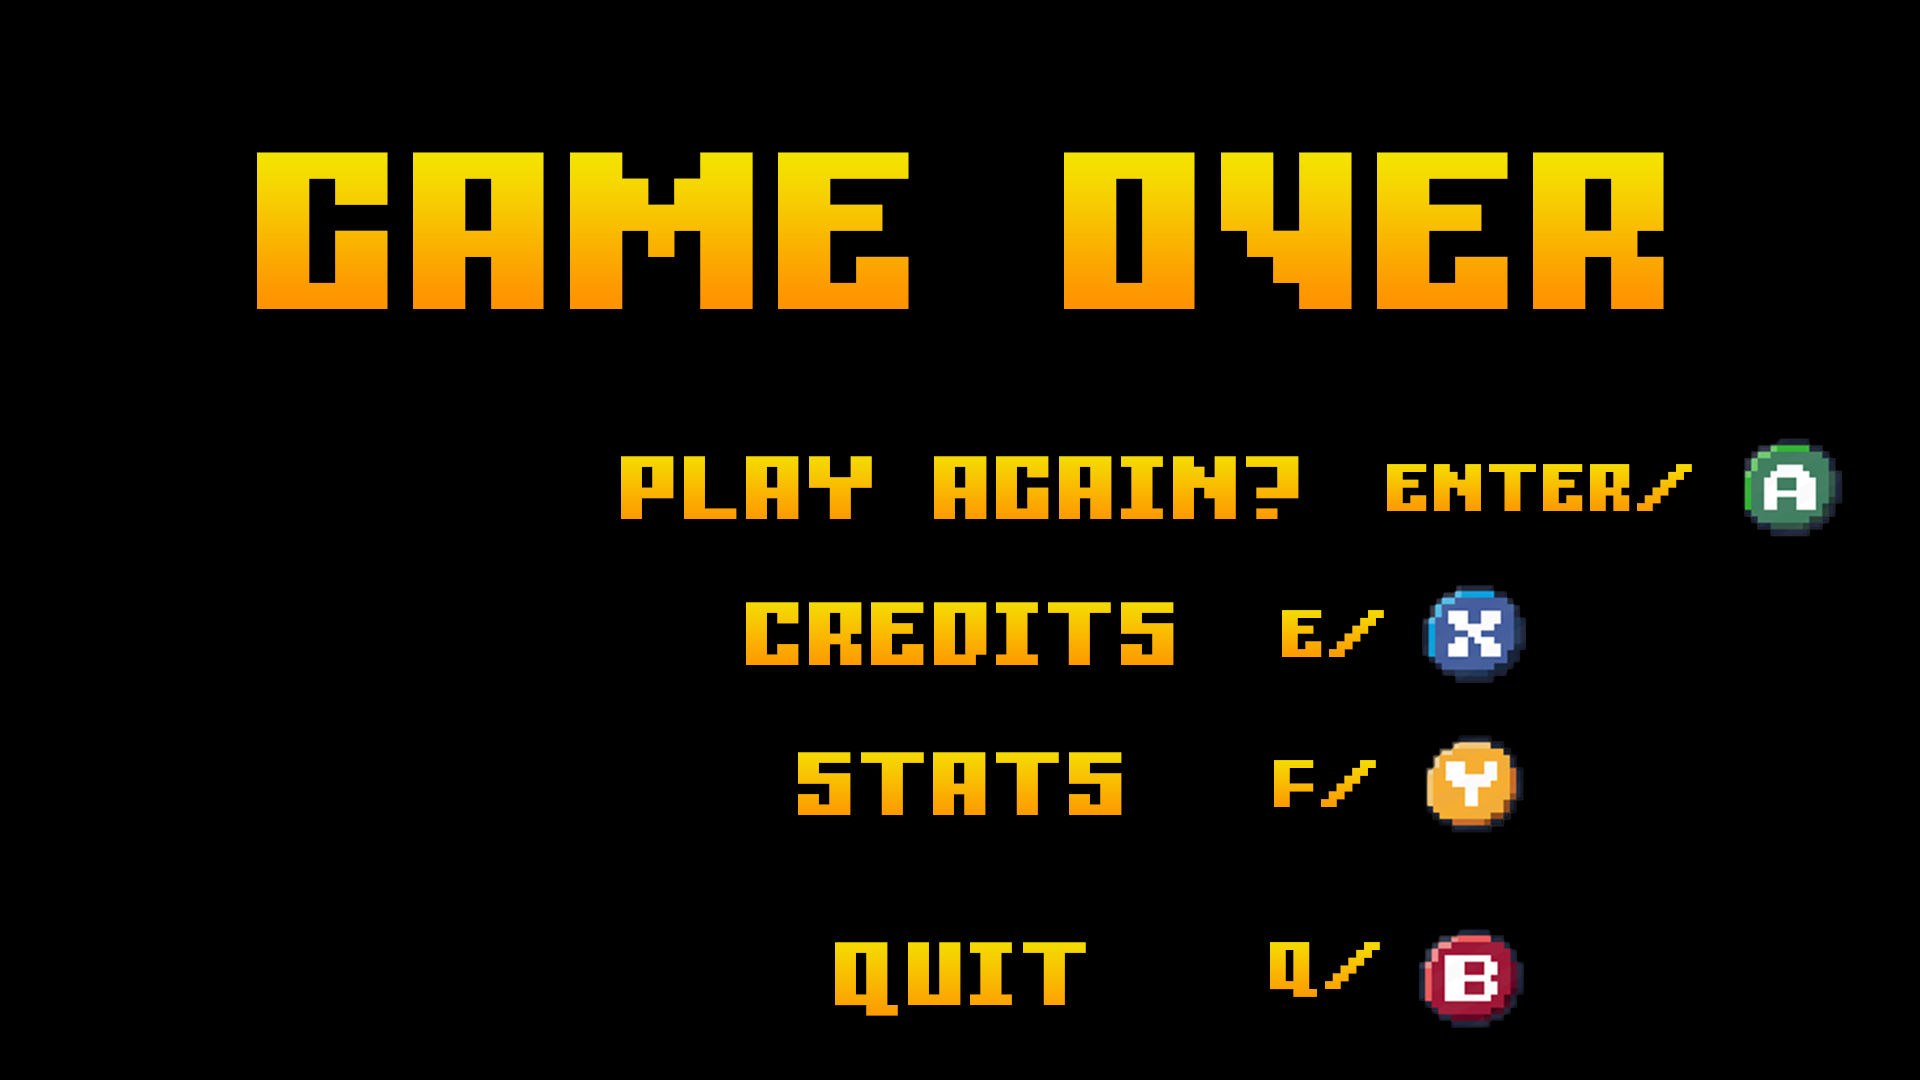 GAME OVER
PLAY AGAIN? ENTER/ A
CREDITS E/ X
STATS F/ Y
QUIT Q/ B